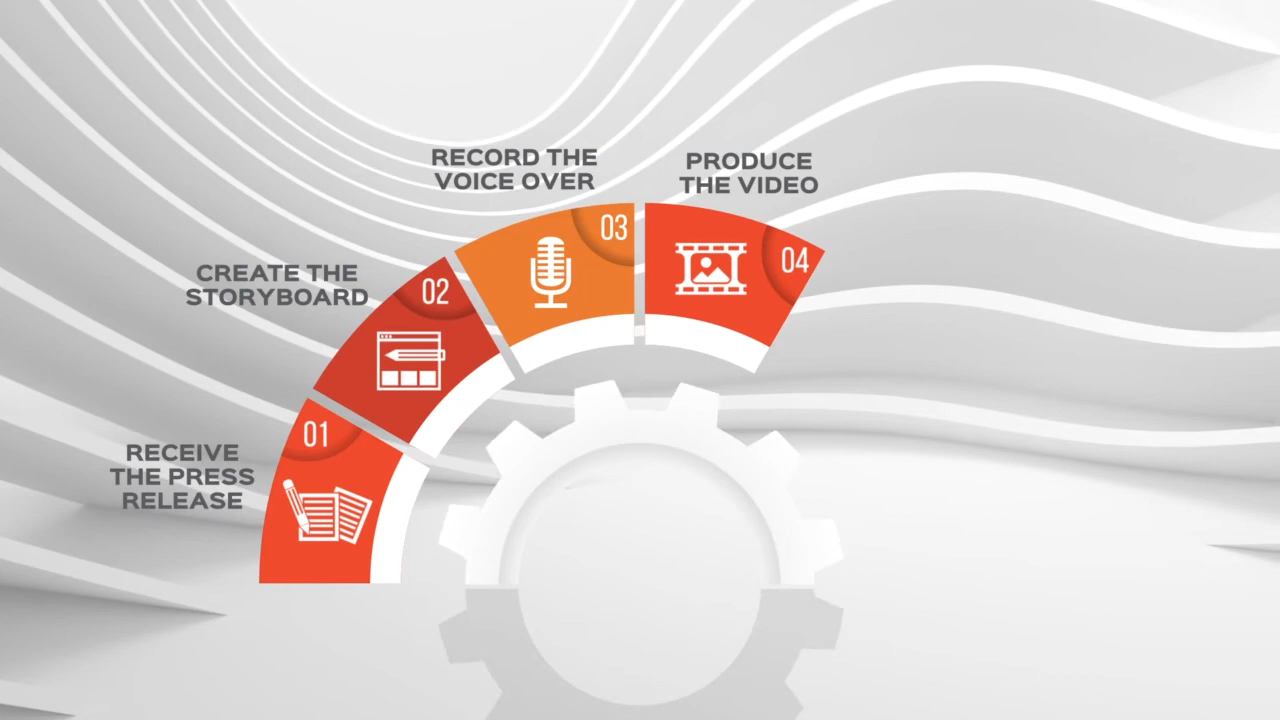 01
RECEIVE
THE PRESS
RELEASE
02
CREATE THE
STORYBOARD
03
RECORD THE
VOICE OVER
04
PRODUCE
THE VIDEO